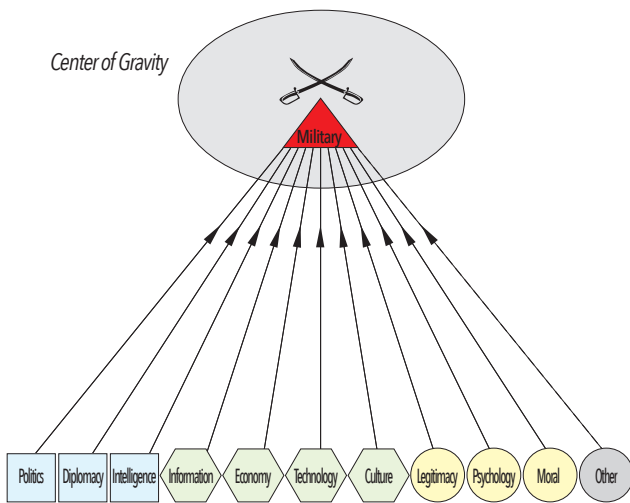 Center of Gravity
Military
Politics
Diplomacy
Intelligence
Information
Economy
Technology
Culture
Legitimacy
Psychology
Moral
Other